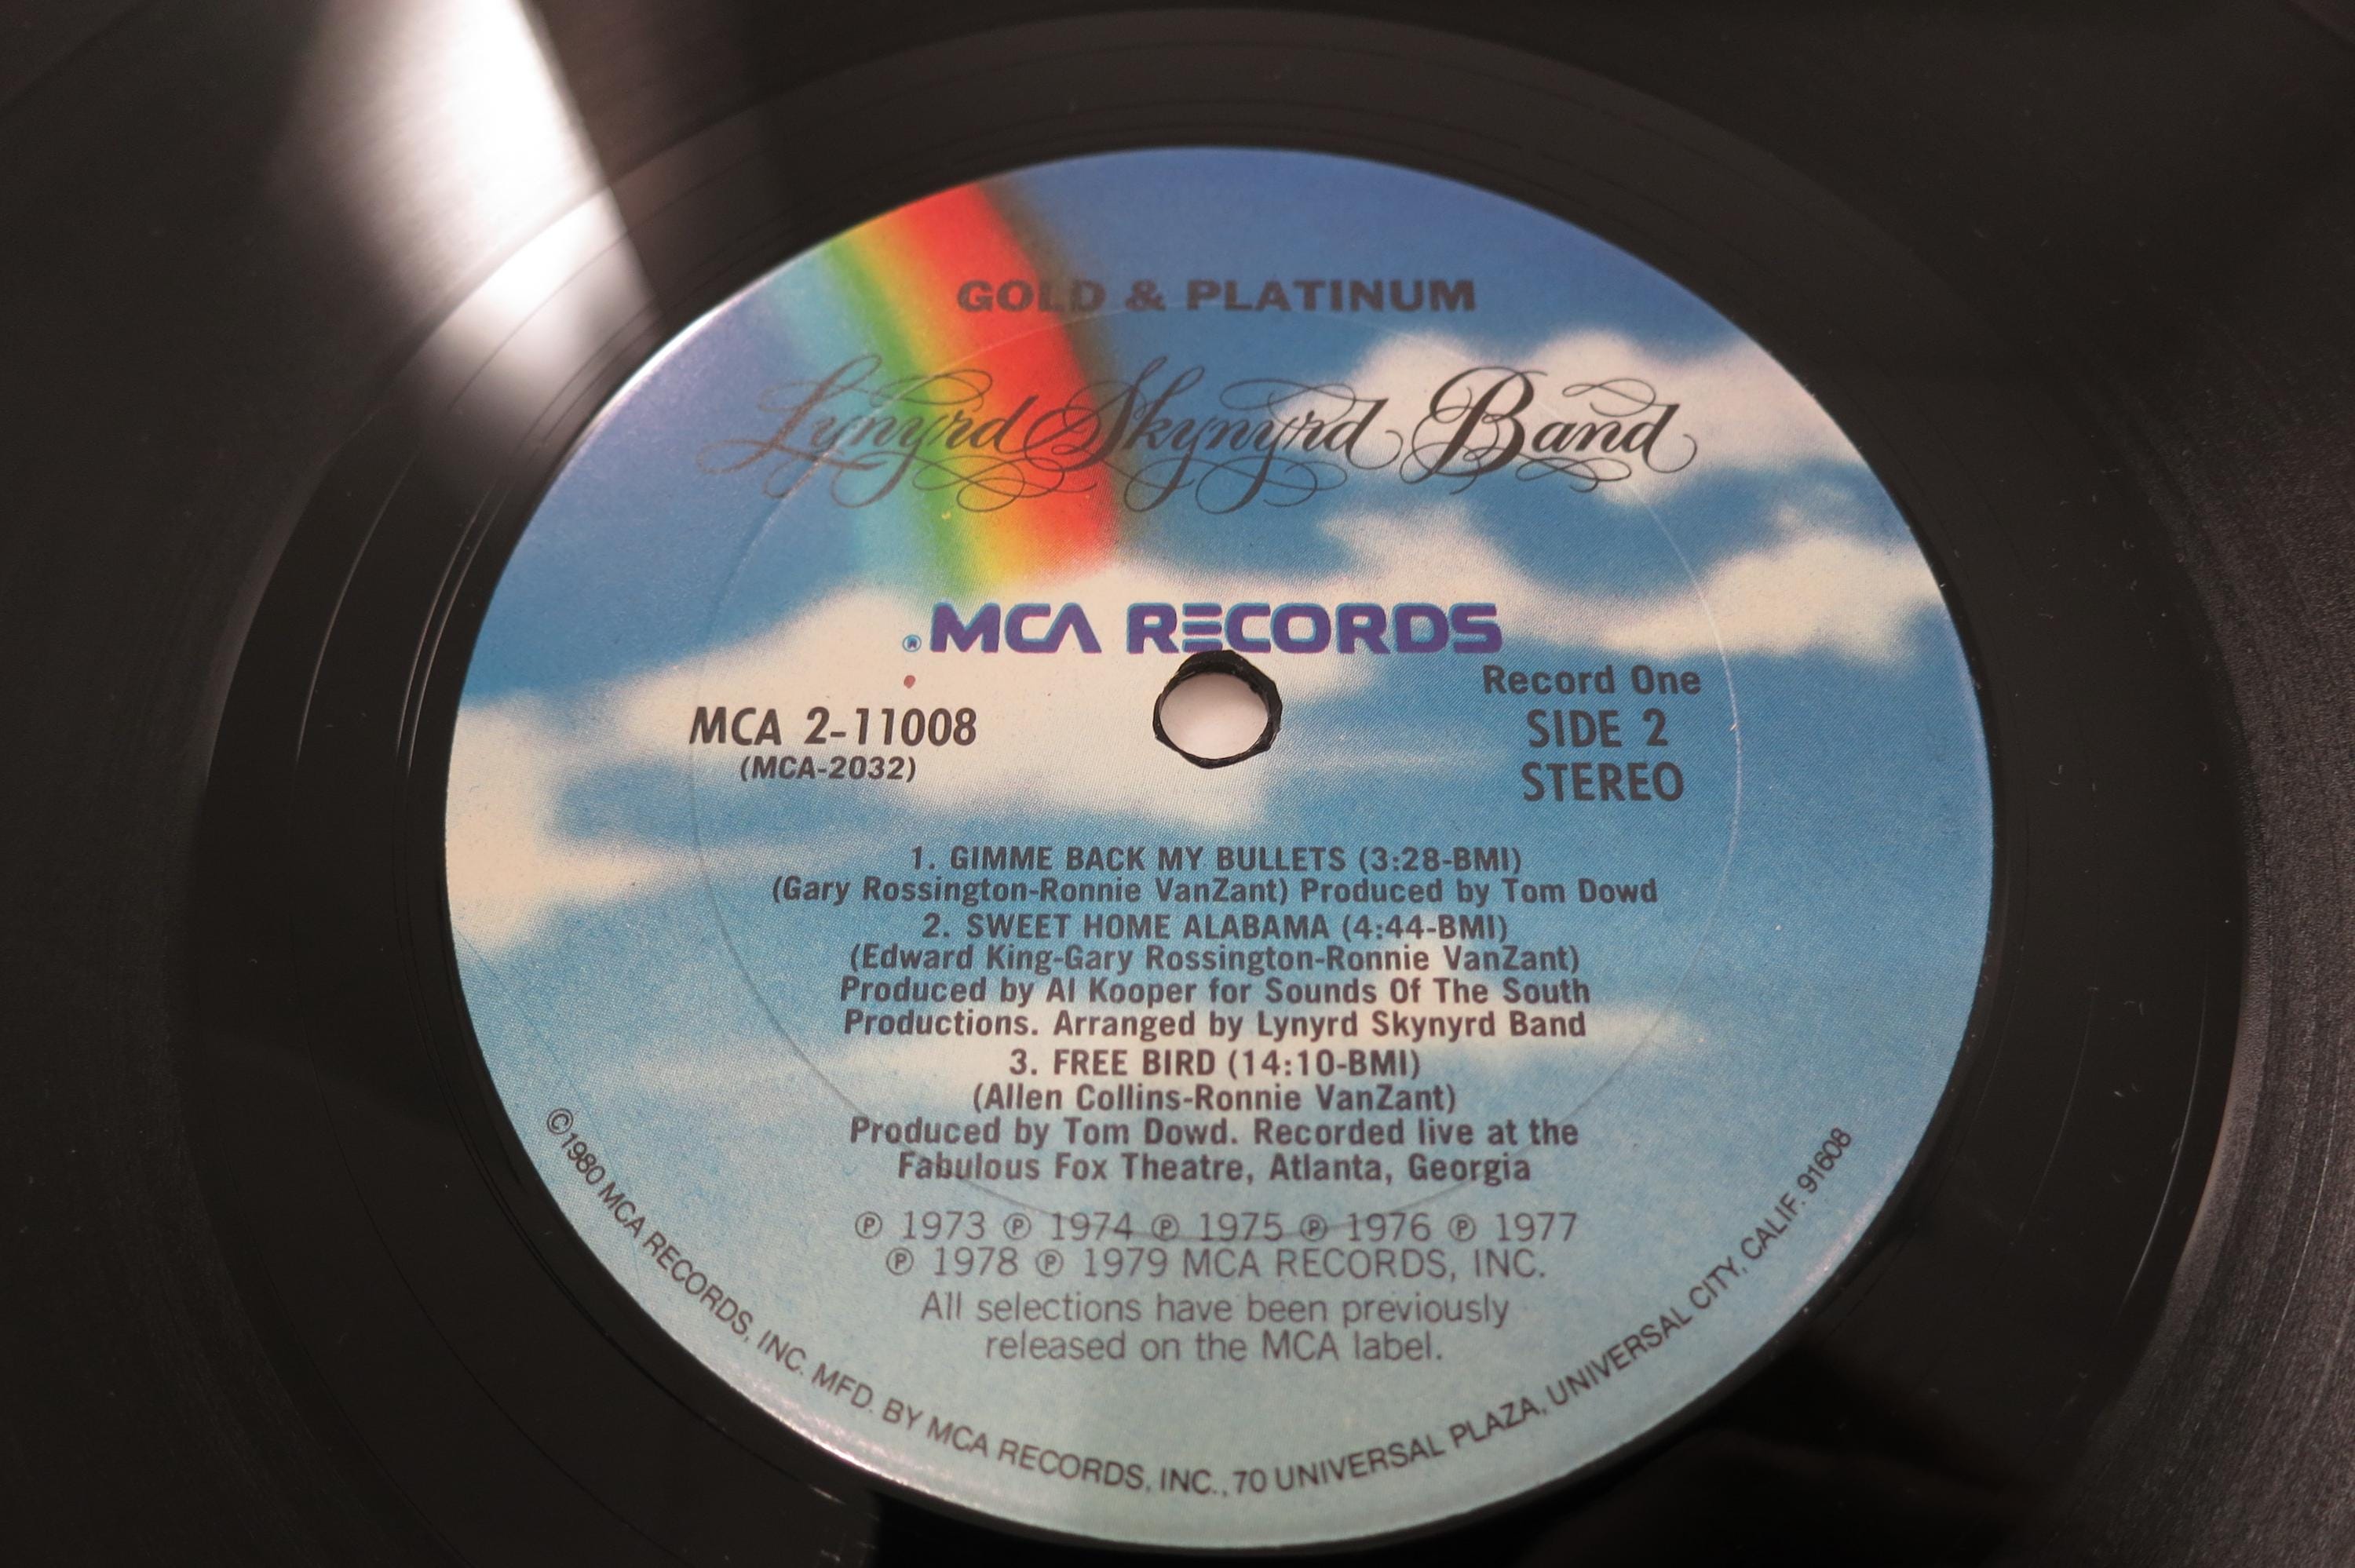 GOLD & PLATINUM
Lynyrd Skynyrd Band
® MCA RECORDS
Record One
MCA 2-11008
SIDE 2
(MCA-2032)
STEREO
1. GIMME BACK MY BULLETS (3:28-BMI)
(Gary Rossington-Ronnie VanZant) Produced by Tom Dowd
2. SWEET HOME ALABAMA (4:44-BMI)
(Edward King-Gary Rossington-Ronnie VanZant)
Produced by Al Kooper for Sounds Of The South
Productions. Arranged by Lynyrd Skynyrd Band
3. FREE BIRD (14:10-BMI)
(Allen Collins-Ronnie VanZant)
Produced by Tom Dowd. Recorded live at the
Fabulous Fox Theatre, Atlanta, Georgia
℗ 1973 ℗ 1974 ℗ 1975 ℗ 1976 ℗ 1977
℗ 1978 ℗ 1979 MCA RECORDS, INC.
All selections have been previously
released on the MCA label.
©1980 MCA RECORDS, INC. MFD. BY MCA RECORDS, INC., 70 UNIVERSAL PLAZA, UNIVERSAL CITY, CALIF. 91608